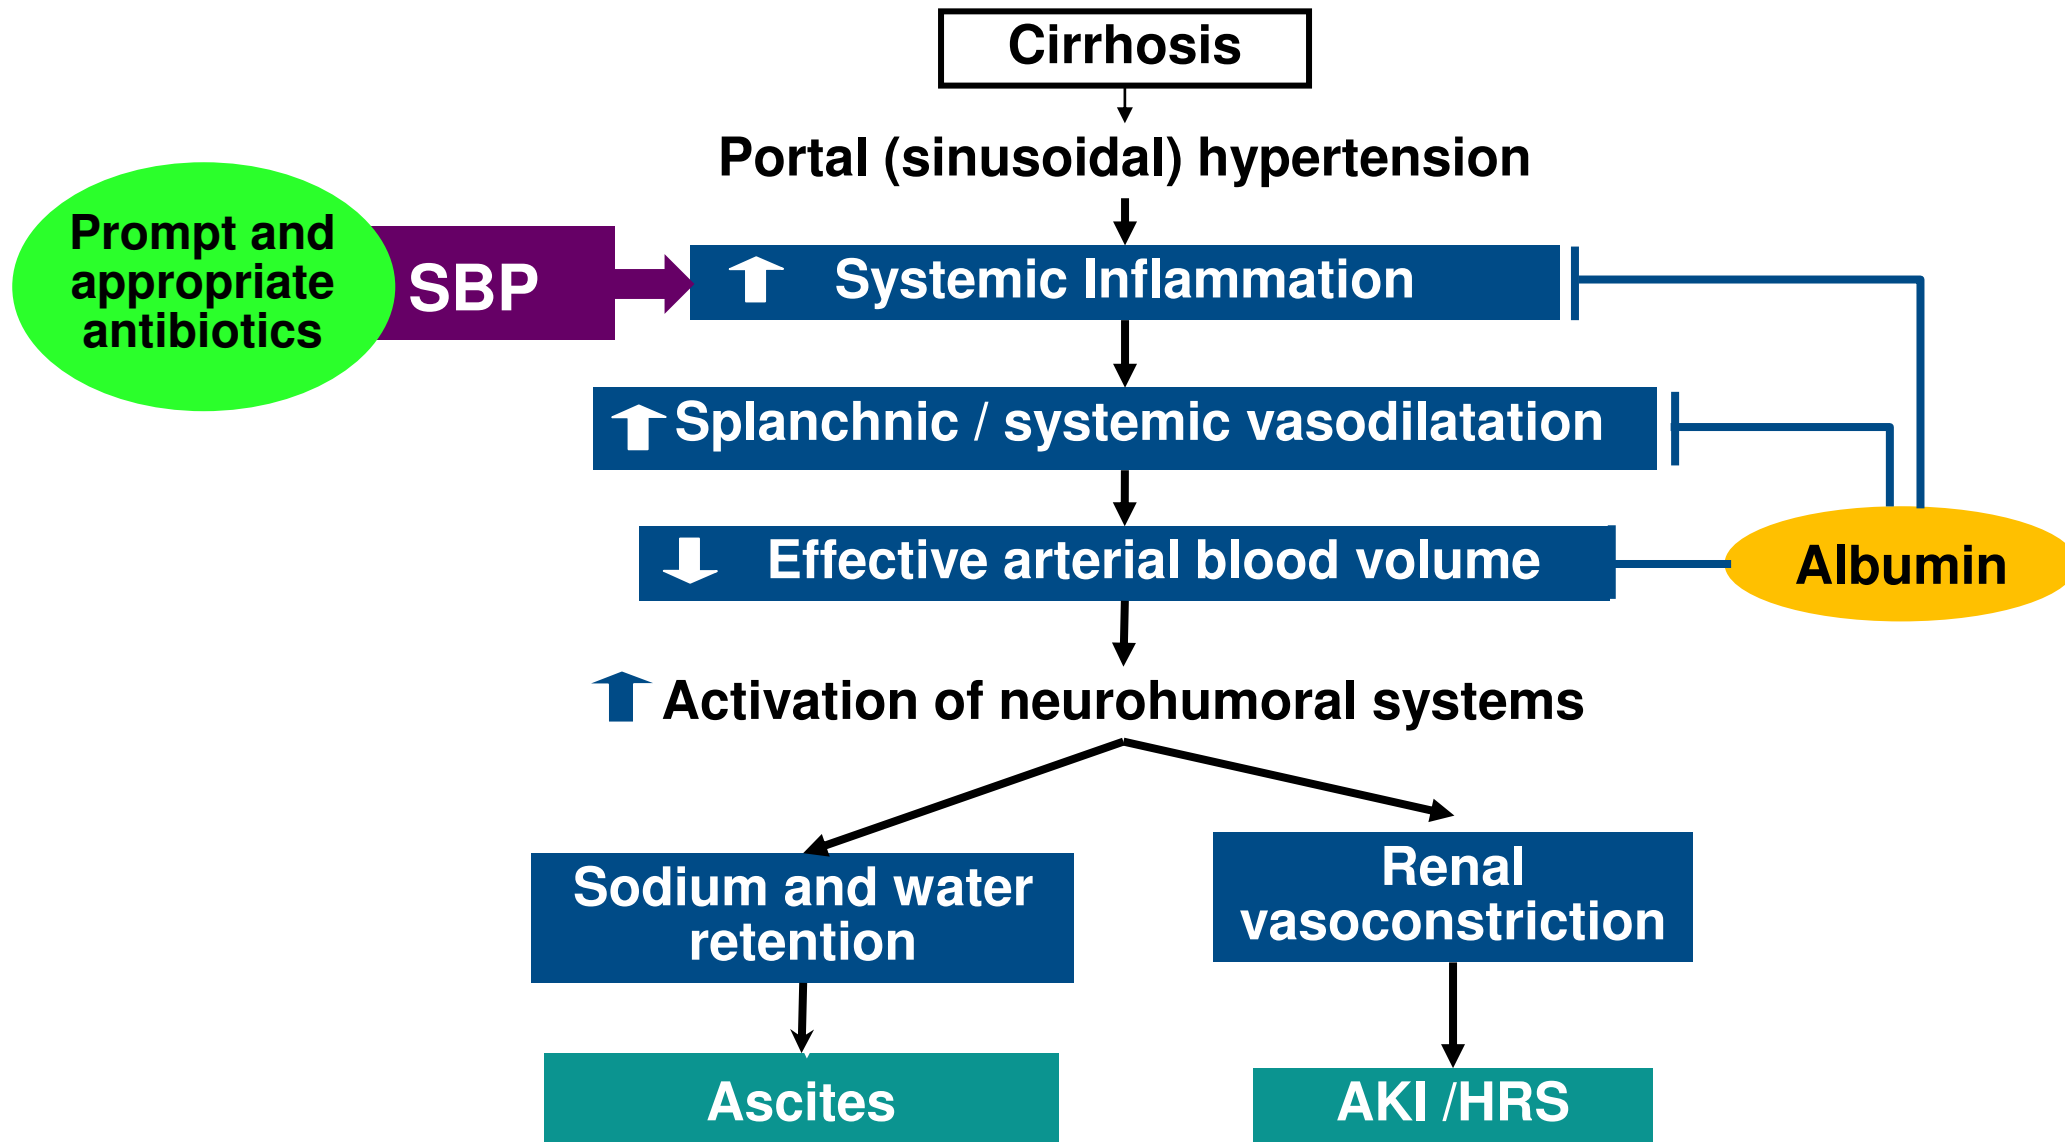 Cirrhosis
Portal (sinusoidal) hypertension
Prompt and
appropriate
antibiotics
SBP
Systemic Inflammation
Splanchnic / systemic vasodilatation
Effective arterial blood volume
Albumin
Activation of neurohumoral systems
Sodium and water
retention
Renal
vasoconstriction
Ascites
AKI /HRS